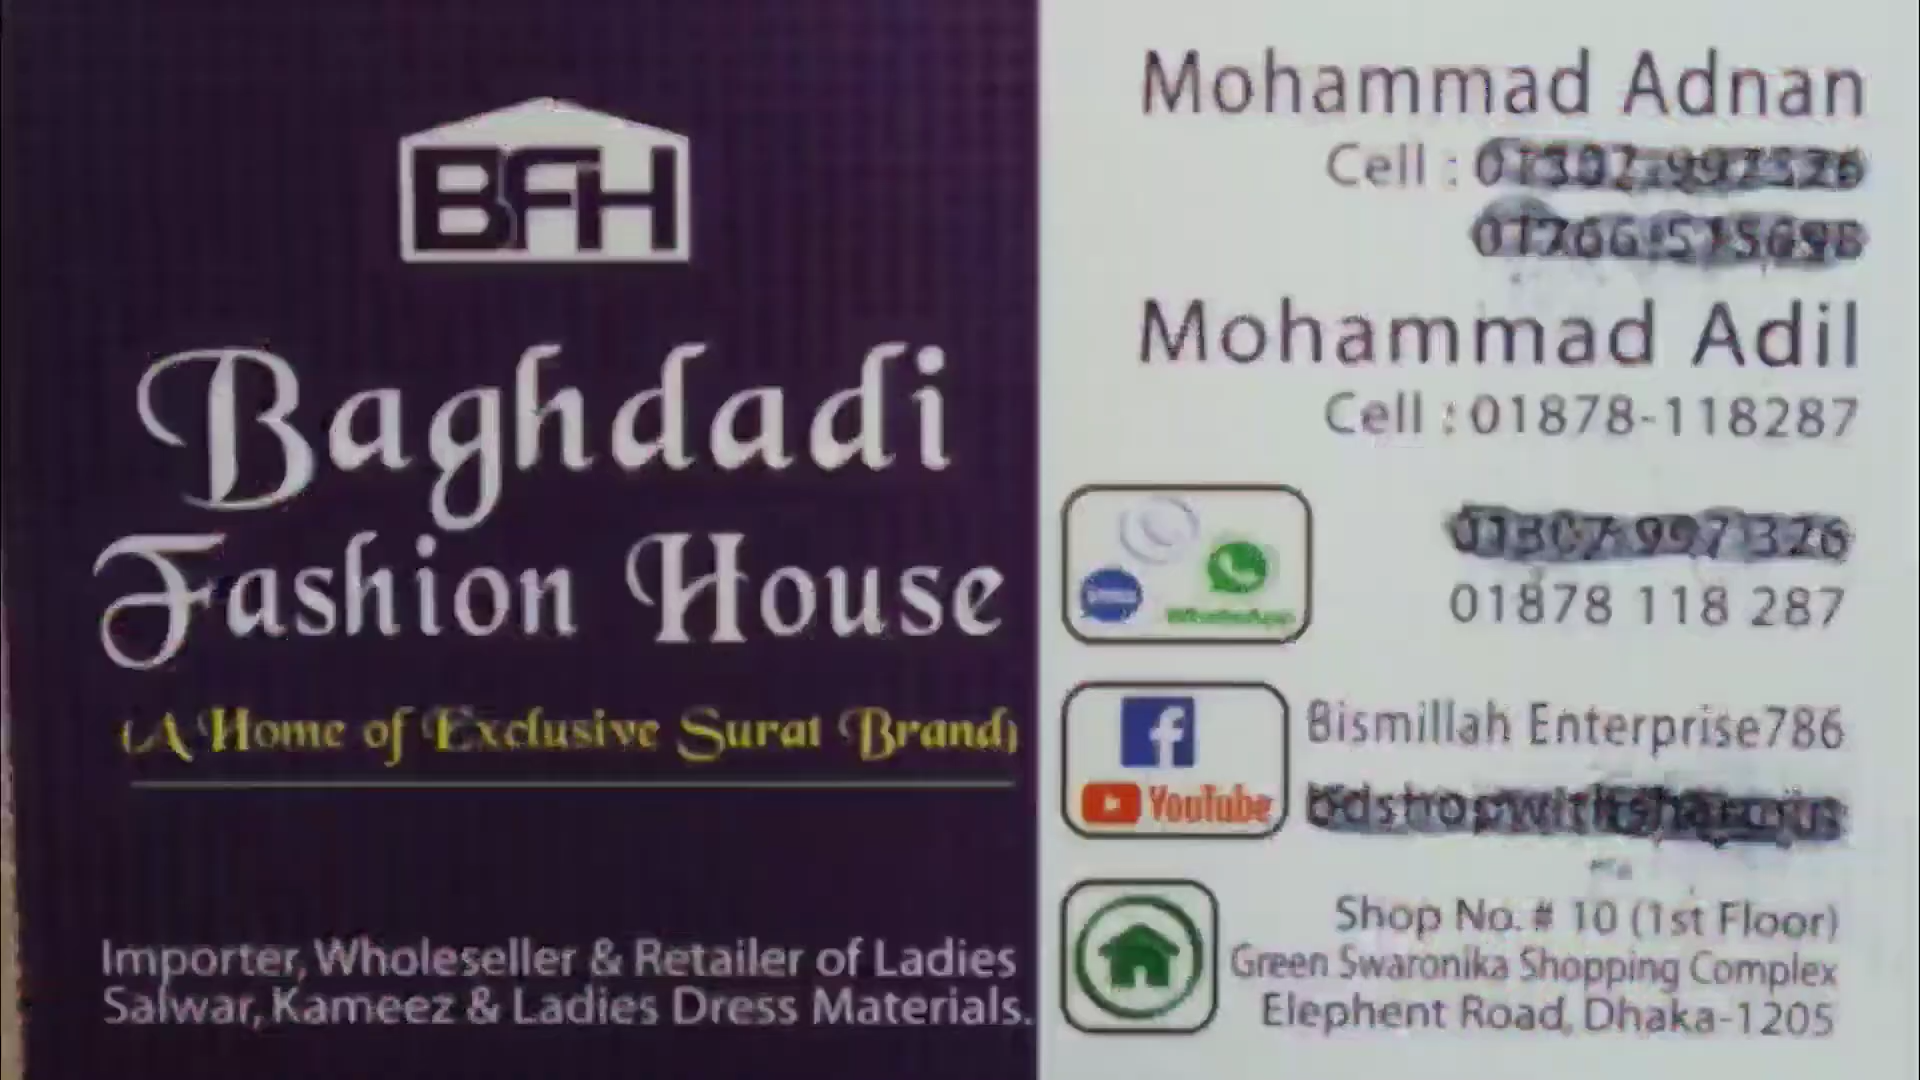 BFH
Baghdadi
Fashion House
(A Home of Exclusive Surat Brand)
Importer, Wholeseller & Retailer of Ladies
Salwar, Kameez & Ladies Dress Materials.
Mohammad Adnan
Cell :
Mohammad Adil
Cell : 01878-118287
WhatsApp
01878 118 287
Bismillah Enterprise786
YouTube
Shop No. # 10 (1st Floor)
Green Swaronika Shopping Complex
Elephent Road, Dhaka-1205